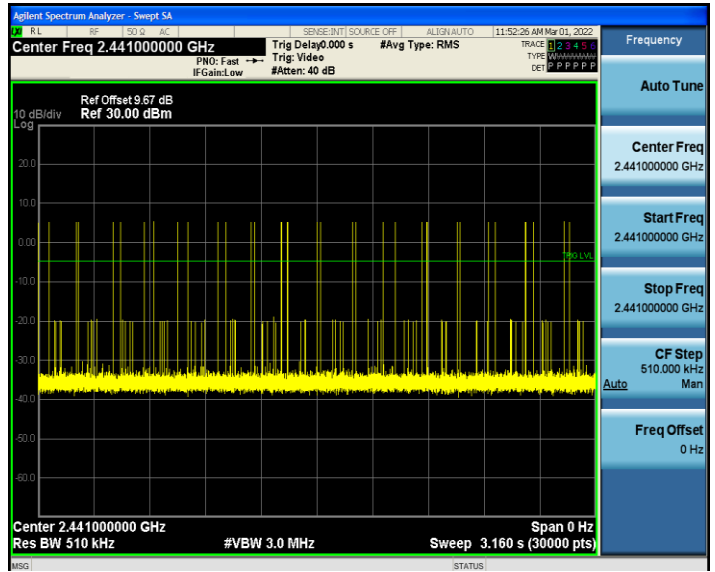 Agilent Spectrum Analyzer - Swept SA
RL RF 50 Ω AC SENSE:INT SOURCE OFF ALIGN AUTO 11:52:26 AM Mar 01, 2022
Center Freq 2.441000000 GHz
PNO: Fast
IFGain:Low
Trig Delay0.000 s
Trig: Video
#Atten: 40 dB
#Avg Type: RMS
TRACE 1 2 3 4 5 6
TYPE
DET P P P P P P
Ref Offset 9.67 dB
10 dB/div Ref 30.00 dBm
Log
20.0
10.0
0.00
TRIG LVL
-10.0
-20.0
-30.0
-40.0
-50.0
-60.0
Center 2.441000000 GHz Span 0 Hz
Res BW 510 kHz #VBW 3.0 MHz Sweep 3.160 s (30000 pts)
MSG STATUS
Frequency
Auto Tune
Center Freq
2.441000000 GHz
Start Freq
2.441000000 GHz
Stop Freq
2.441000000 GHz
CF Step
510.000 kHz
Auto Man
Freq Offset
0 Hz